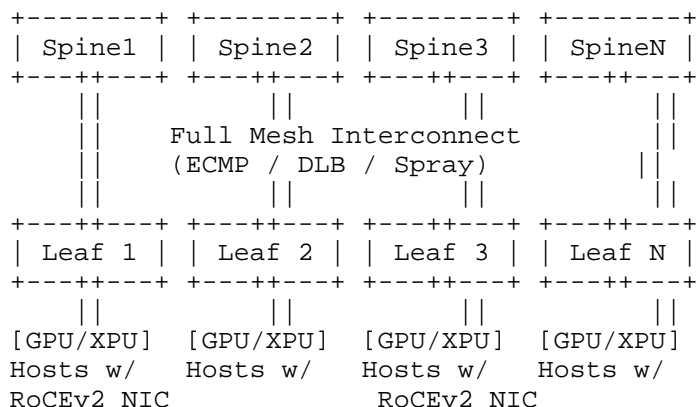 +--------+ +--------+ +--------+ +--------+
| Spine1 | | Spine2 | | Spine3 | | SpineN |
+---++---+ +---++---+ +---++---+ +---++---+
    ||         ||         ||         ||
    ||    Full Mesh Interconnect     ||
    ||    (ECMP / DLB / Spray)      ||
    ||         ||         ||         ||
+---++---+ +---++---+ +---++---+ +---++---+
| Leaf 1 | | Leaf 2 | | Leaf 3 | | Leaf N |
+---++---+ +---++---+ +---++---+ +---++---+
    ||         ||         ||         ||
[GPU/XPU]  [GPU/XPU]  [GPU/XPU]  [GPU/XPU]
Hosts w/   Hosts w/   Hosts w/   Hosts w/
RoCEv2 NIC             RoCEv2 NIC